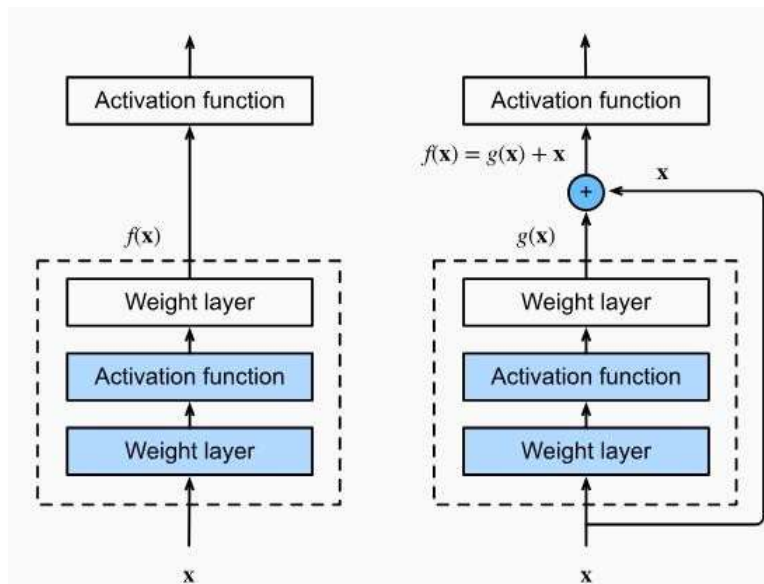 Activation function
f(x)
Weight layer
Activation function
Weight layer
x
Activation function
f(x) = g(x) + x
x
+
g(x)
Weight layer
Activation function
Weight layer
x